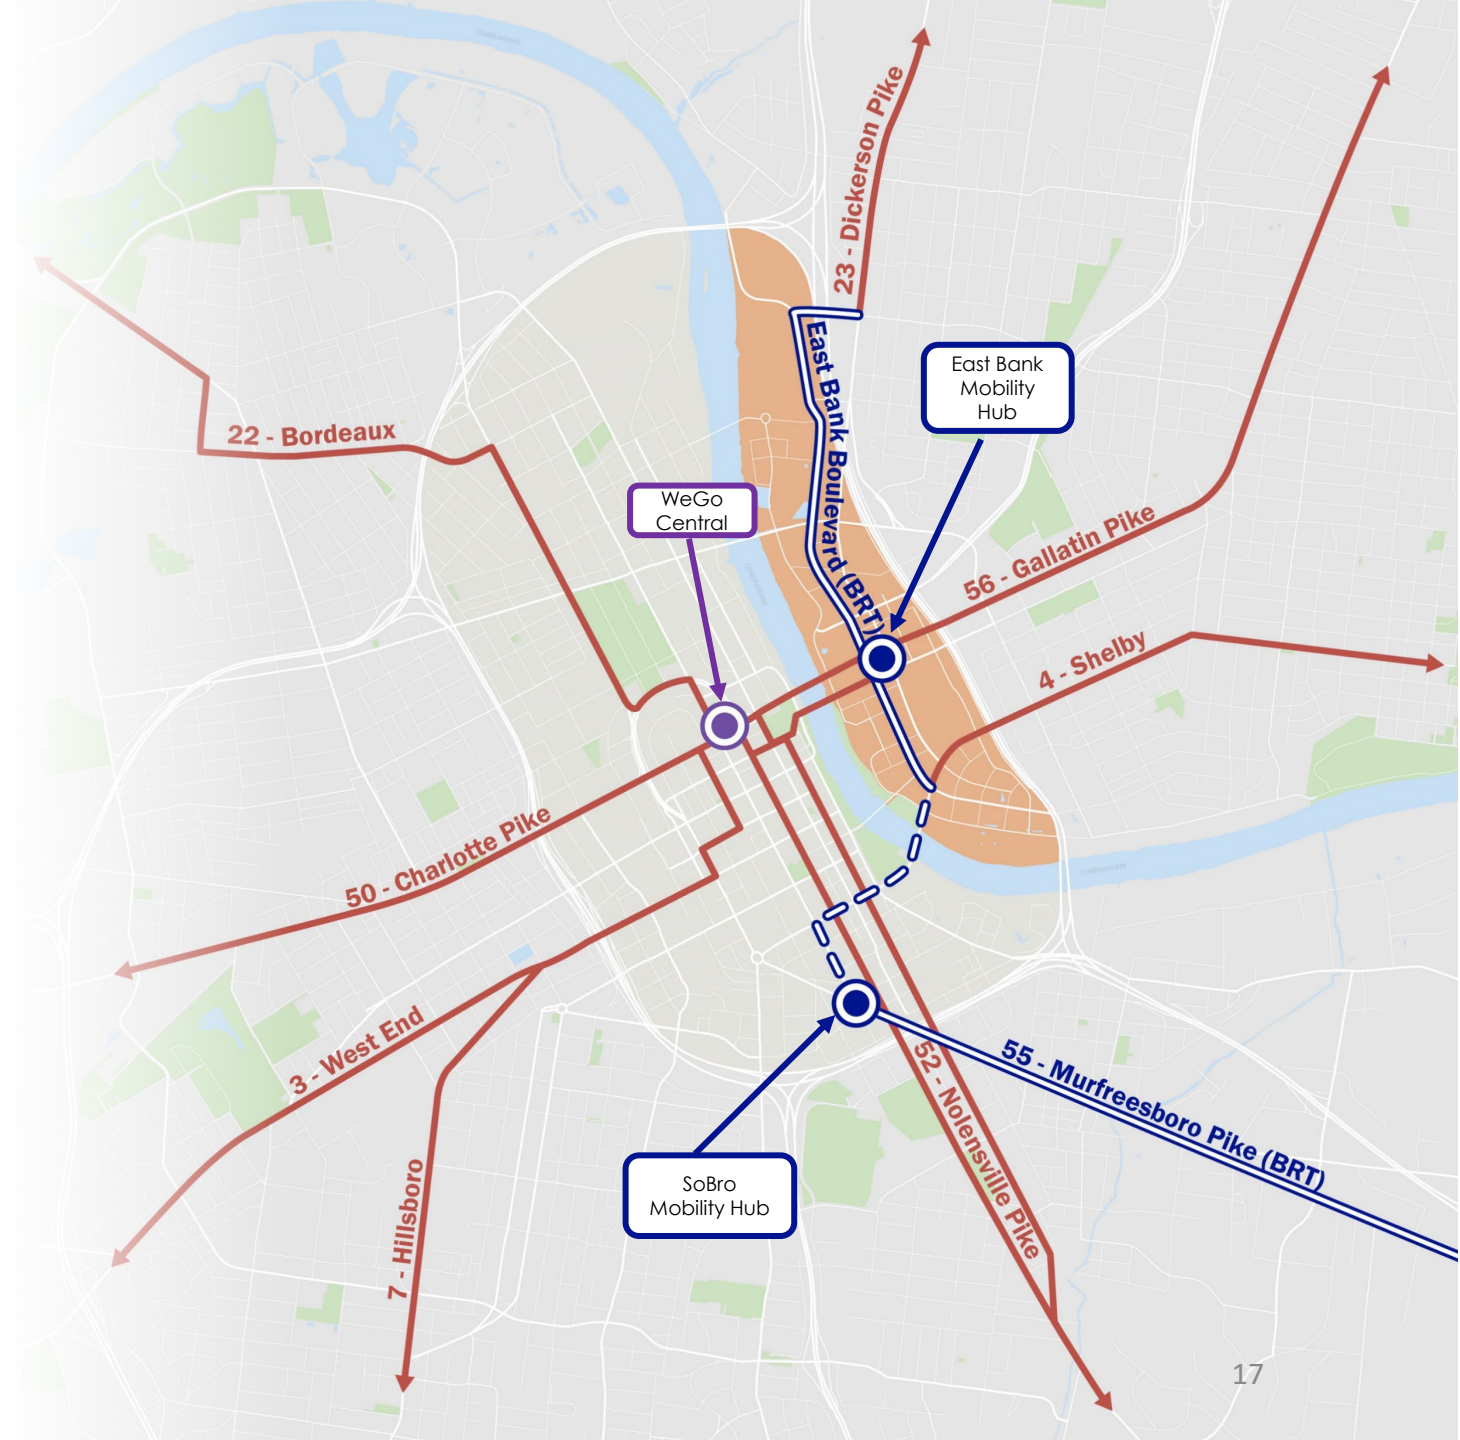 23 - Dickerson Pike
East Bank
Mobility
Hub
East Bank Boulevard (BRT)
22 - Bordeaux
WeGo
Central
56 - Gallatin Pike
4 - Shelby
50 - Charlotte Pike
3 - West End
7 - Hillsboro
52 - Nolensville Pike
55 - Murfreesboro Pike (BRT)
SoBro
Mobility Hub
17